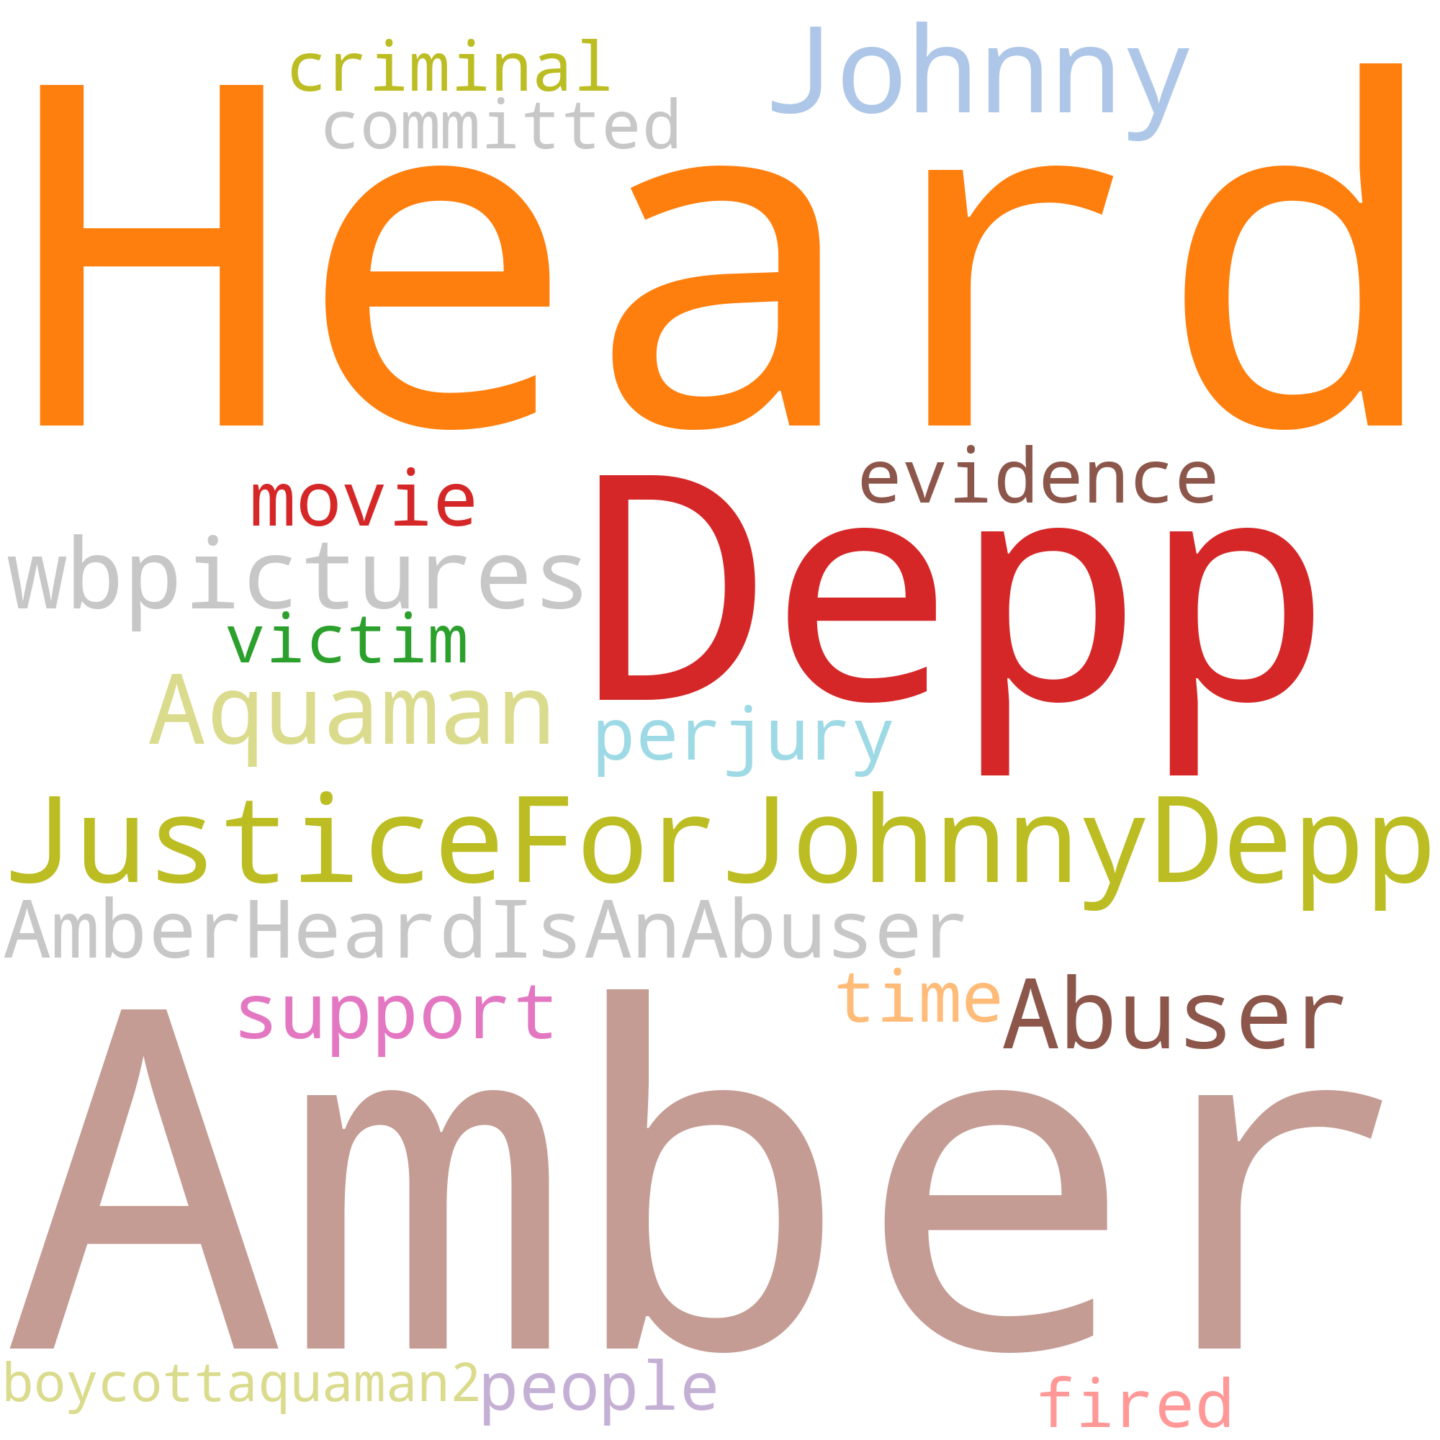 criminal
Johnny
committed
Heard
movie
evidence
Depp
wbpictures
victim
Aquaman
perjury
JusticeForJohnnyDepp
AmberHeardIsAnAbuser
support
time
Abuser
Amber
boycottaquaman2
people
fired